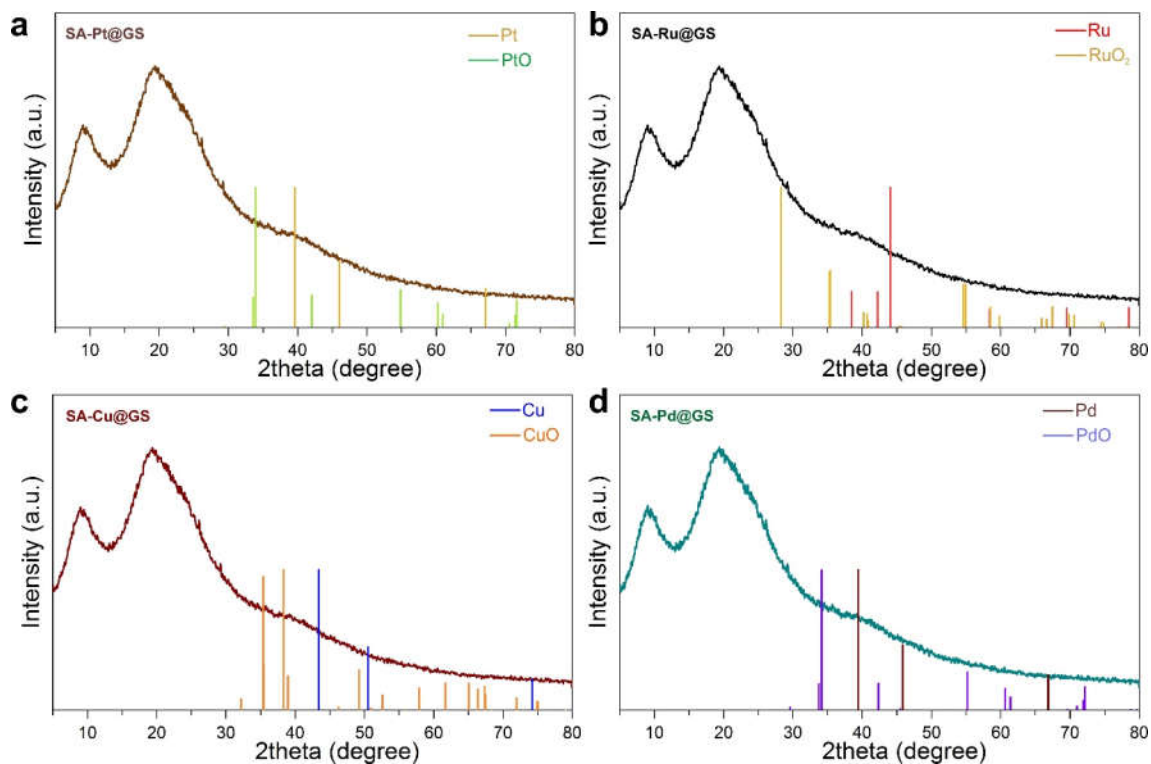 a
SA-Pt@GS
Pt
PtO
Intensity (a.u.)
10 20 30 40 50 60 70 80
2theta (degree)
b
SA-Ru@GS
Ru
RuO₂
Intensity (a.u.)
10 20 30 40 50 60 70 80
2theta (degree)
c
SA-Cu@GS
Cu
CuO
Intensity (a.u.)
10 20 30 40 50 60 70 80
2theta (degree)
d
SA-Pd@GS
Pd
PdO
Intensity (a.u.)
10 20 30 40 50 60 70 80
2theta (degree)